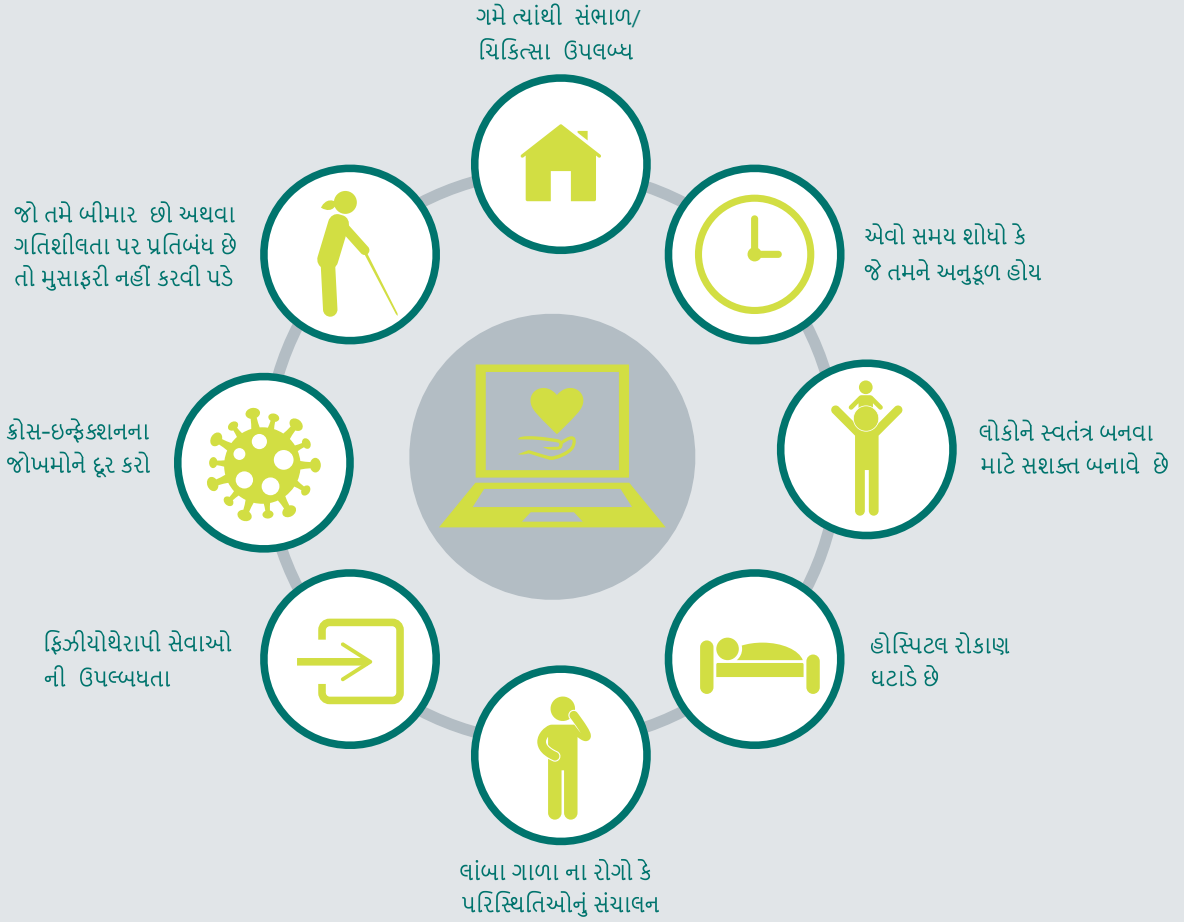 ગમે ત્યાંથી સંભાળ/
ચિકિત્સા ઉપલબ્ધ
એવો સમય શોધો કે
જે તમને અનુકૂળ હોય
લોકોને સ્વતંત્ર બનવા
માટે સશક્ત બનાવે છે
હોસ્પિટલ રોકાણ
ઘટાડે છે
લાંબા ગાળા ના રોગો કે
પરિસ્થિતિઓનું સંચાલન
ફિઝીયોથેરાપી સેવાઓ
ની ઉપલ્બધતા
ક્રોસ-ઇન્ફેક્શનના
જોખમોને દૂર કરો
જો તમે બીમાર છો અથવા
ગતિશીલતા પર પ્રતિબંધ છે
તો મુસાફરી નહીં કરવી પડે